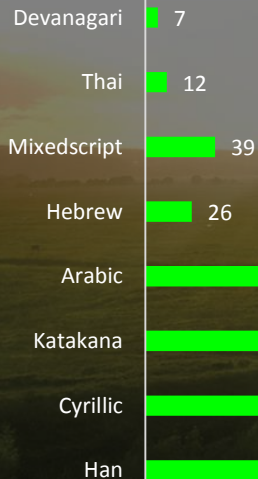 Devanagari 7
Thai 12
Mixedscript 39
Hebrew 26
Arabic
Katakana
Cyrillic
Han